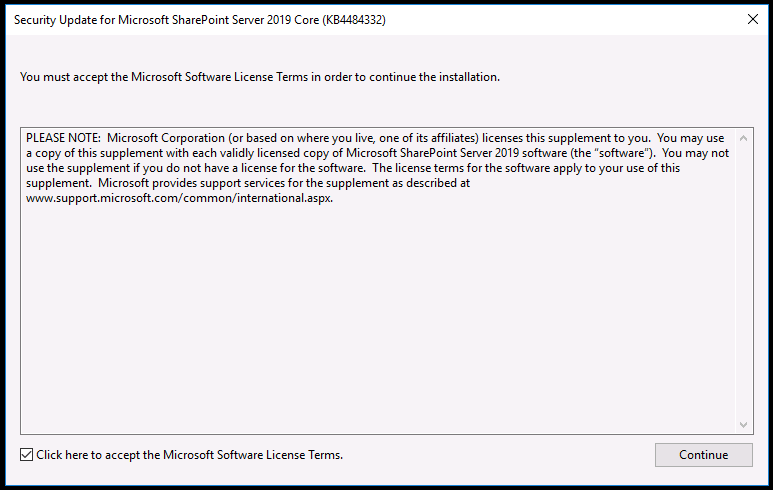 Security Update for Microsoft SharePoint Server 2019 Core (KB4484332)
You must accept the Microsoft Software License Terms in order to continue the installation.
PLEASE NOTE:  Microsoft Corporation (or based on where you live, one of its affiliates) licenses this supplement to you.  You may use
a copy of this supplement with each validly licensed copy of Microsoft SharePoint Server 2019 software (the “software”).  You may not
use the supplement if you do not have a license for the software.  The license terms for the software apply to your use of this
supplement.  Microsoft provides support services for the supplement as described at
www.support.microsoft.com/common/international.aspx.
Click here to accept the Microsoft Software License Terms.
Continue